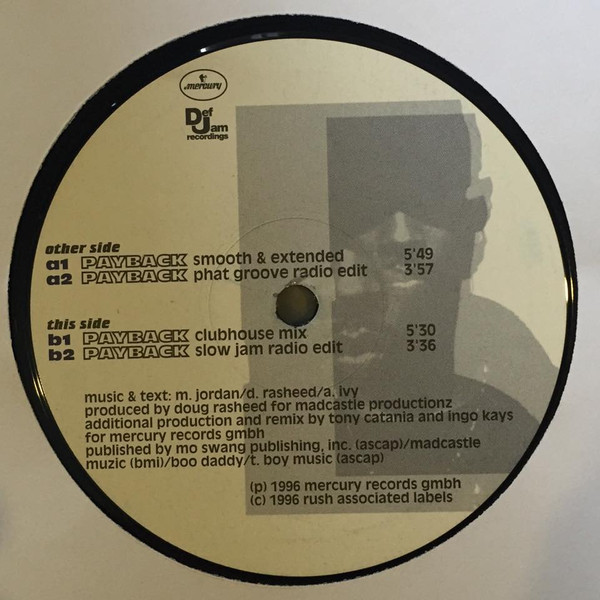 mercury
Def
Jam
recordings
other side
a1 PAYBACK smooth & extended 5'49
a2 PAYBACK phat groove radio edit 3'57
this side
b1 PAYBACK clubhouse mix 5'30
b2 PAYBACK slow jam radio edit 3'36
music & text: m. jordan/d. rasheed/a. ivy
produced by doug rasheed for madcastle productionz
additional production and remix by tony catania and ingo kays
for mercury records gmbh
published by mo swang publishing, inc. (ascap)/madcastle
muzic (bmi)/boo daddy/t. boy music (ascap)
(p) 1996 mercury records gmbh
(c) 1996 rush associated labels